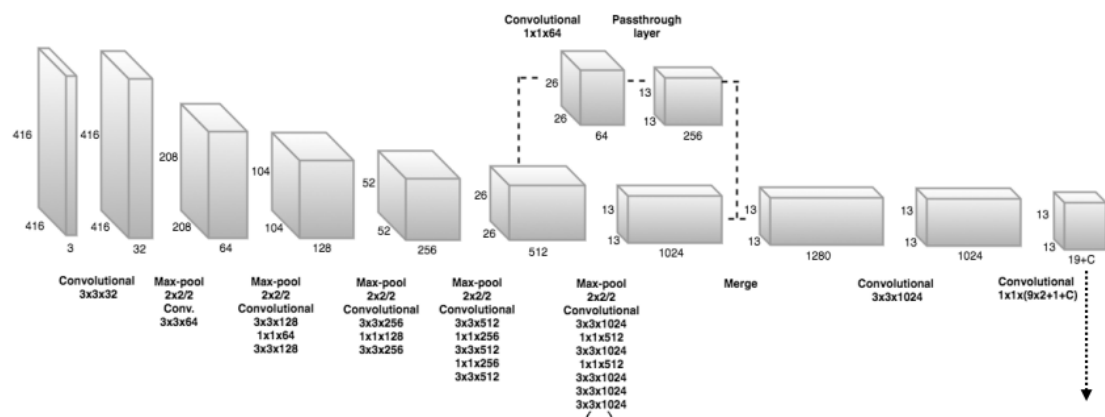 Convolutional
1x1x64
Passthrough
layer
26
26
64
13
13
256
416
416
3
416
416
32
208
208
64
104
104
128
52
52
256
26
26
512
13
13
1024
13
13
1280
13
13
1024
13
13
19+C
Convolutional
3x3x32
Max-pool
2x2/2
Conv.
3x3x64
Max-pool
2x2/2
Convolutional
3x3x128
1x1x64
3x3x128
Max-pool
2x2/2
Convolutional
3x3x256
1x1x128
3x3x256
Max-pool
2x2/2
Convolutional
3x3x512
1x1x256
3x3x512
1x1x256
3x3x512
Max-pool
2x2/2
Convolutional
3x3x1024
1x1x512
3x3x1024
1x1x512
3x3x1024
3x3x1024
3x3x1024
Merge
Convolutional
3x3x1024
Convolutional
1x1x(9x2+1+C)